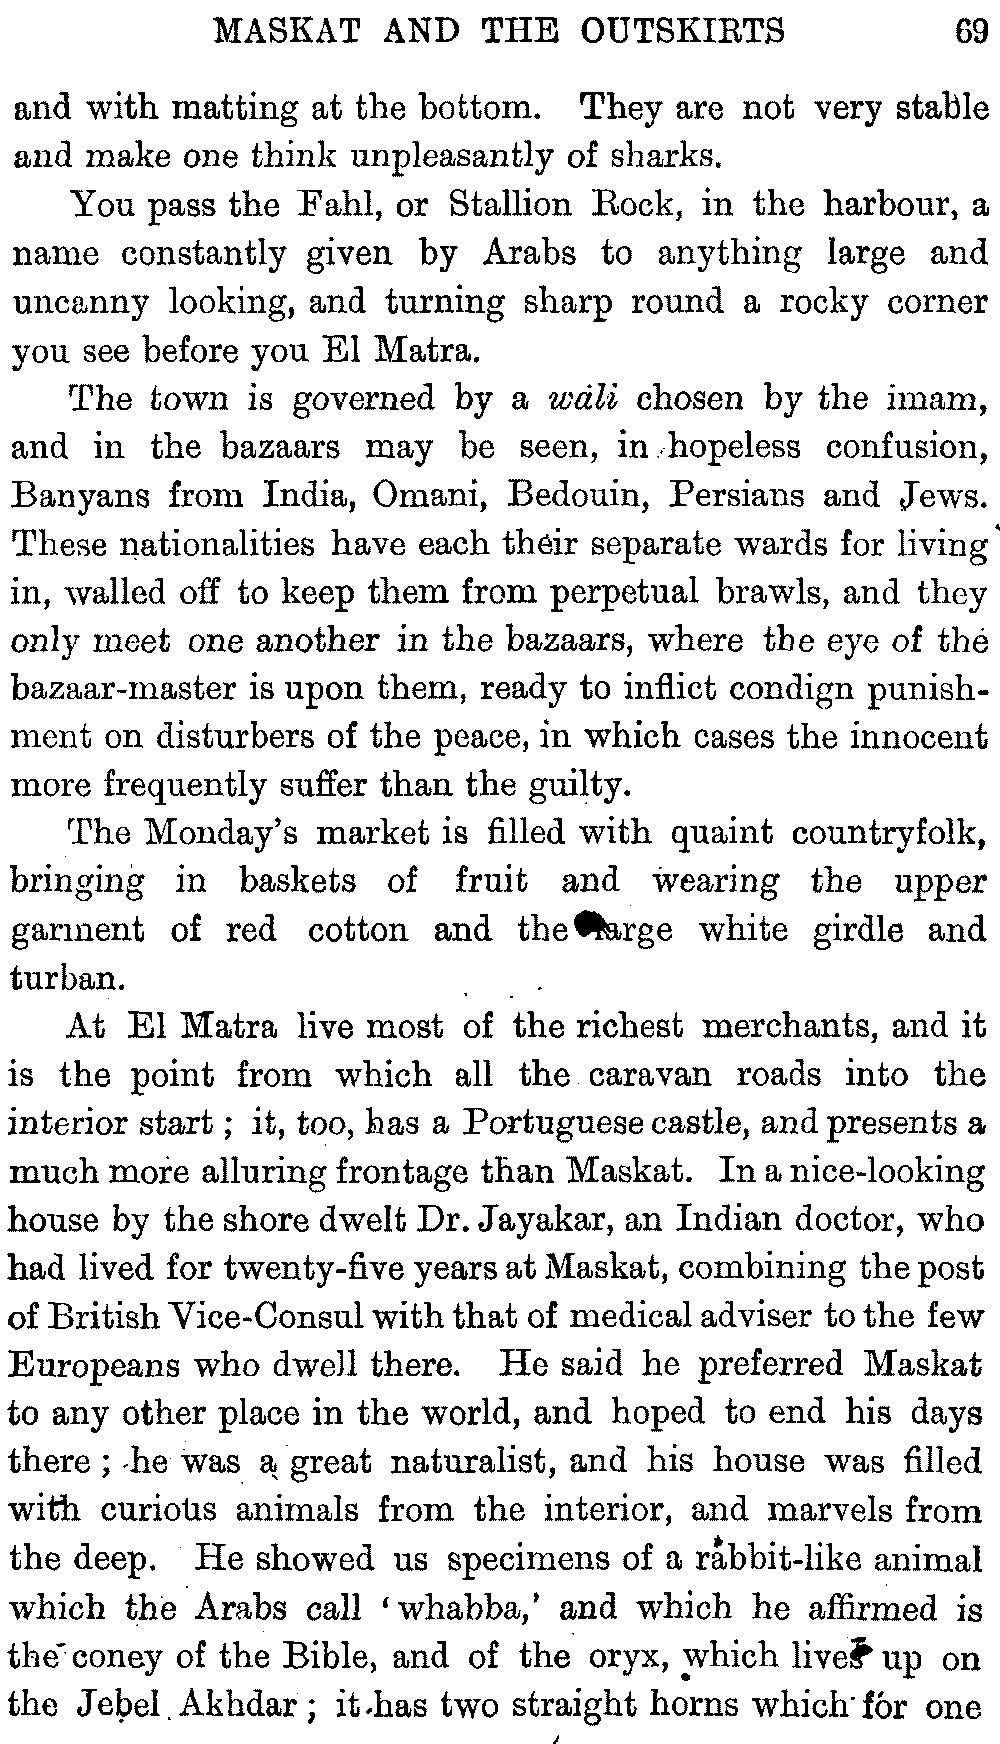 MASKAT AND THE OUTSKIRTS 69
and with matting at the bottom. They are not very stable
and make one think unpleasantly of sharks.
You pass the Fahl, or Stallion Rock, in the harbour, a
name constantly given by Arabs to anything large and
uncanny looking, and turning sharp round a rocky corner
you see before you El Matra.
The town is governed by a wáli chosen by the imam,
and in the bazaars may be seen, in hopeless confusion,
Banyans from India, Omani, Bedouin, Persians and Jews.
These nationalities have each their separate wards for living
in, walled off to keep them from perpetual brawls, and they
only meet one another in the bazaars, where the eye of the
bazaar-master is upon them, ready to inflict condign punish-
ment on disturbers of the peace, in which cases the innocent
more frequently suffer than the guilty.
The Monday's market is filled with quaint countryfolk,
bringing in baskets of fruit and wearing the upper
garment of red cotton and the large white girdle and
turban.
At El Matra live most of the richest merchants, and it
is the point from which all the caravan roads into the
interior start ; it, too, has a Portuguese castle, and presents a
much more alluring frontage than Maskat. In a nice-looking
house by the shore dwelt Dr. Jayakar, an Indian doctor, who
had lived for twenty-five years at Maskat, combining the post
of British Vice-Consul with that of medical adviser to the few
Europeans who dwell there. He said he preferred Maskat
to any other place in the world, and hoped to end his days
there ; he was a great naturalist, and his house was filled
with curious animals from the interior, and marvels from
the deep. He showed us specimens of a rabbit-like animal
which the Arabs call 'whabba,' and which he affirmed is
the coney of the Bible, and of the oryx, which lives up on
the Jebel Akhdar ; it has two straight horns which for one